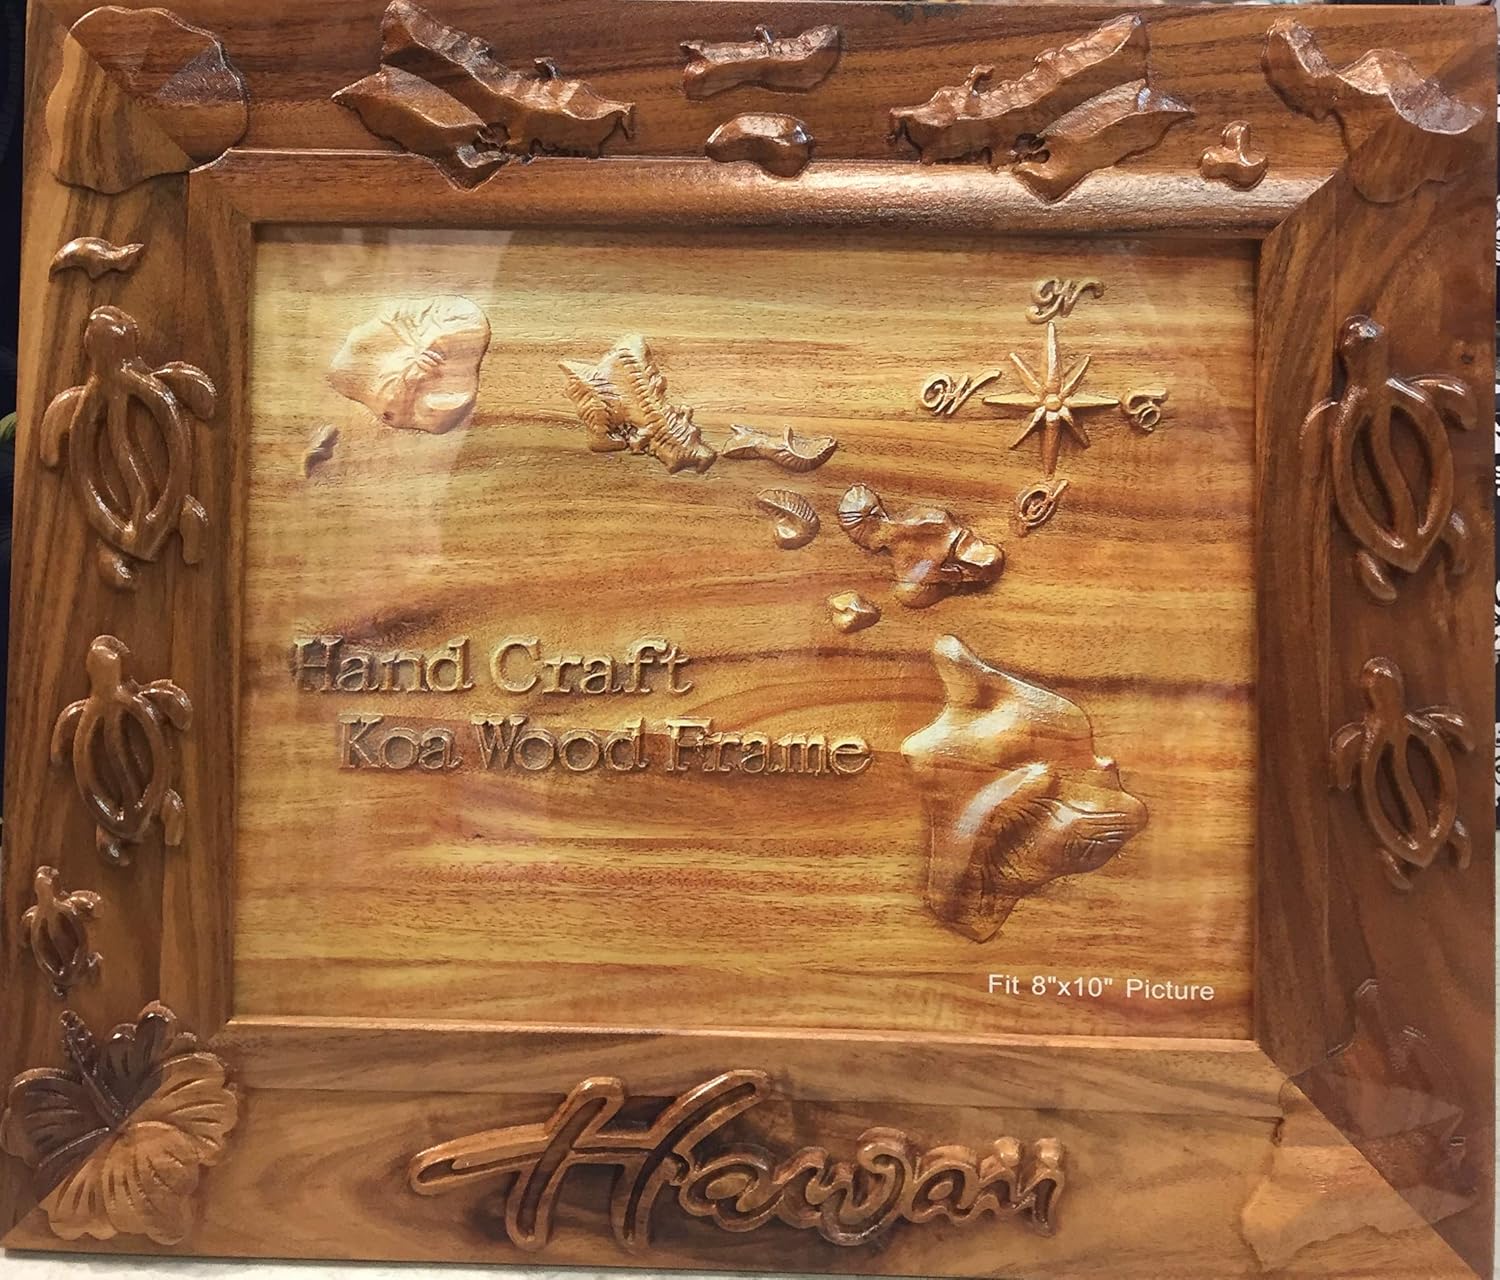 N
W E
S
Hand Craft
Koa Wood Frame
Fit 8"x10" Picture
Hawaii